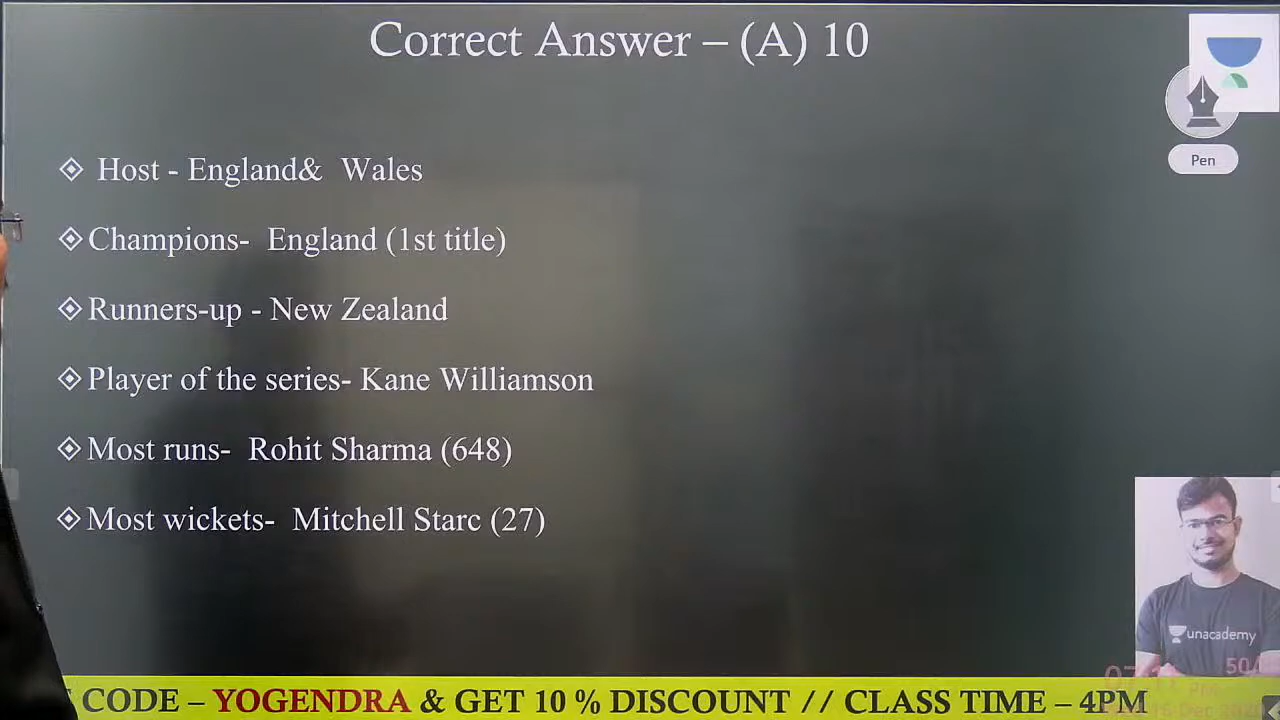 Correct Answer – (A) 10
Pen
Host - England& Wales
Champions- England (1st title)
Runners-up - New Zealand
Player of the series- Kane Williamson
Most runs- Rohit Sharma (648)
Most wickets- Mitchell Starc (27)
unacademy
CODE – YOGENDRA & GET 10 % DISCOUNT // CLASS TIME – 4PM